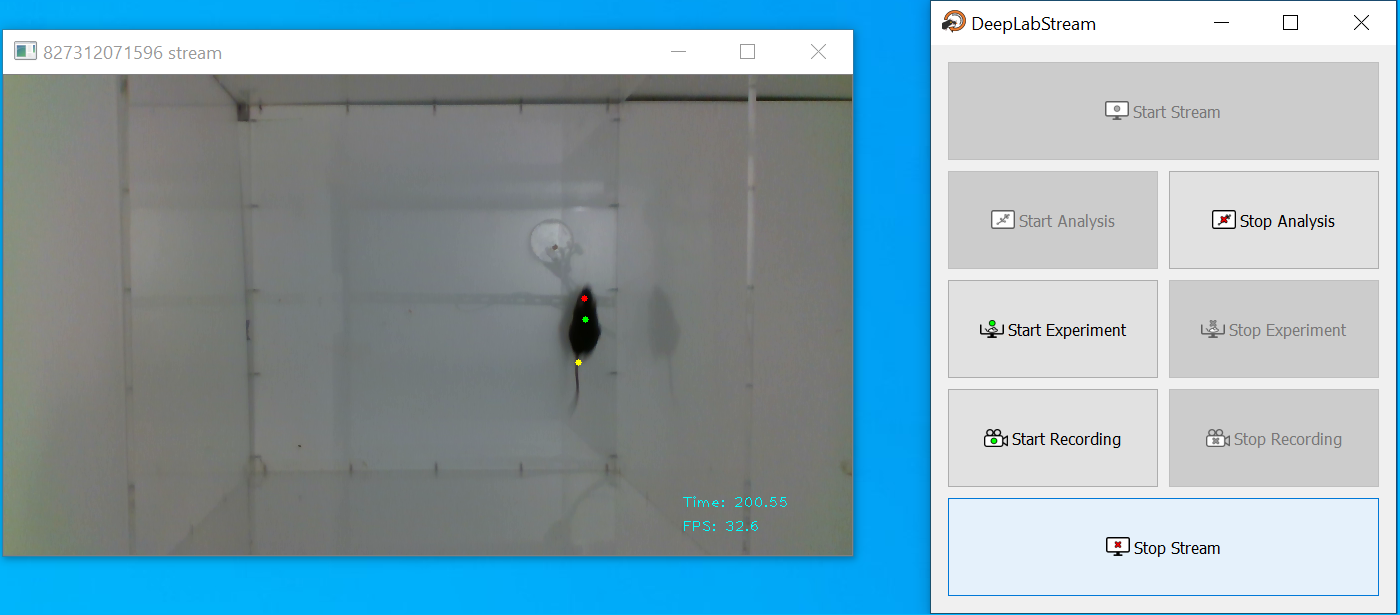 827312071596 stream
Time: 200.55
FPS: 32.6
DeepLabStream
Start Stream
Start Analysis
Stop Analysis
Start Experiment
Stop Experiment
Start Recording
Stop Recording
Stop Stream